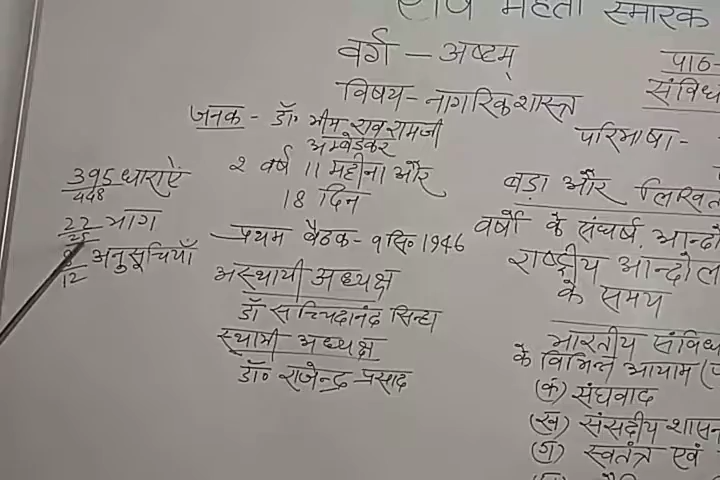 महतो स्मारक
वर्ग - अष्टम्
विषय - नागरिकशास्त्र
जनक - डॉ॰ भीम राव रामजी
अम्बेडकर
२ वर्ष 11 महीना और
18 दिन
प्रथम बैठक - ९ दि॰ 1946
अस्थायी अध्यक्ष
डॉ सच्चिदानंद सिन्हा
स्थायी अध्यक्ष
डॉ॰ राजेन्द्र प्रसाद
395 धाराएँ
448
22 भाग
25
8 अनुसूचियाँ
12
पाठ-
संविध
परिभाषा -
बड़ा और लिखित
वर्षो के संघर्ष, आन्दो
राष्ट्रीय आन्दोल
के समय
भारतीय संविधा
के विभिन्न आयाम
(क) संघवाद
(ख) संसदीय शासन
(ग) स्वतंत्र एवं